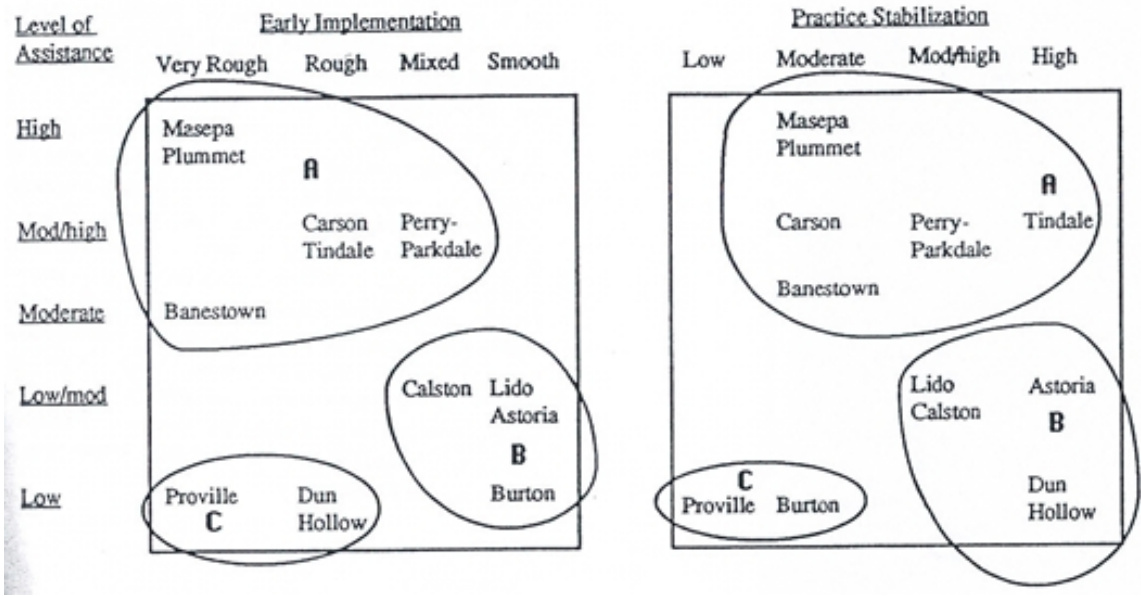 Level of
Assistance
Early Implementation
Very Rough Rough Mixed Smooth
High
Mod/high
Moderate
Low/mod
Low
Masepa
Plummet
A
Carson
Tindale
Perry-
Parkdale
Banestown
Calston
Lido
Astoria
B
Burton
Proville
C
Dun
Hollow
Practice Stabilization
Low Moderate Mod/high High
Masepa
Plummet
A
Carson
Perry-
Parkdale
Tindale
Banestown
Lido
Calston
Astoria
B
C
Proville Burton
Dun
Hollow